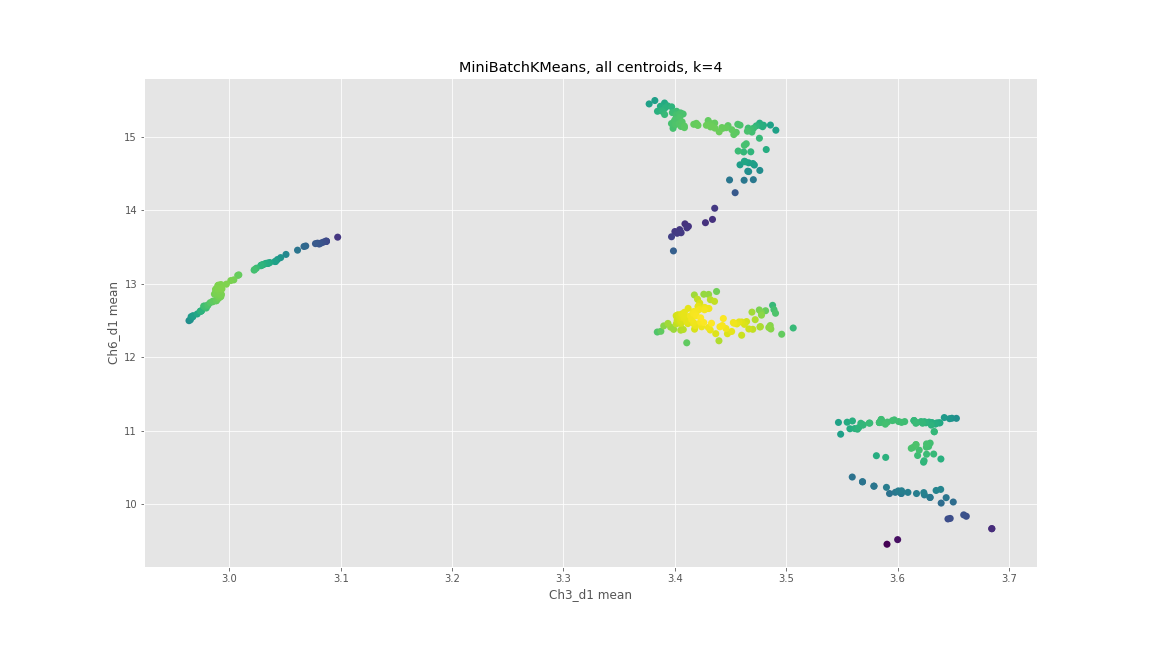 MiniBatchKMeans, all centroids, k=4
15
14
13
12
11
10
Ch6_d1 mean
3.0 3.1 3.2 3.3 3.4 3.5 3.6 3.7
Ch3_d1 mean